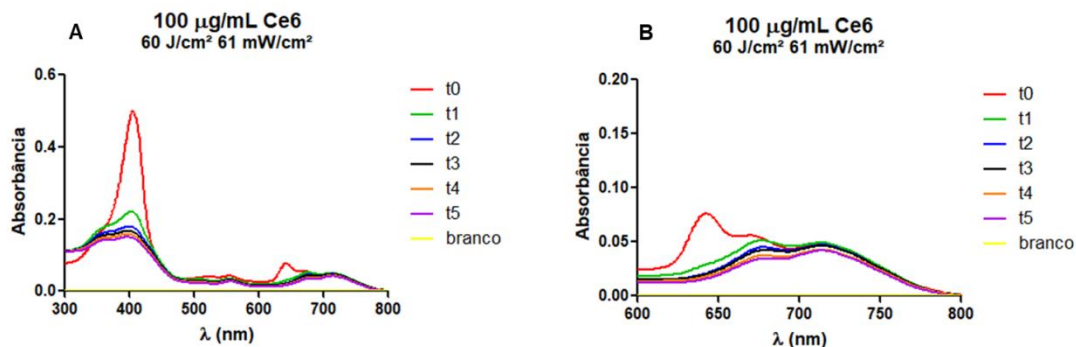 A
100 μg/mL Ce6
60 J/cm² 61 mW/cm²
Absorbância
0.6
0.4
0.2
0.0
300
400
500
600
700
800
λ (nm)
t0
t1
t2
t3
t4
t5
branco
B
100 μg/mL Ce6
60 J/cm² 61 mW/cm²
Absorbância
0.20
0.15
0.10
0.05
0.00
600
650
700
750
800
λ (nm)
t0
t1
t2
t3
t4
t5
branco